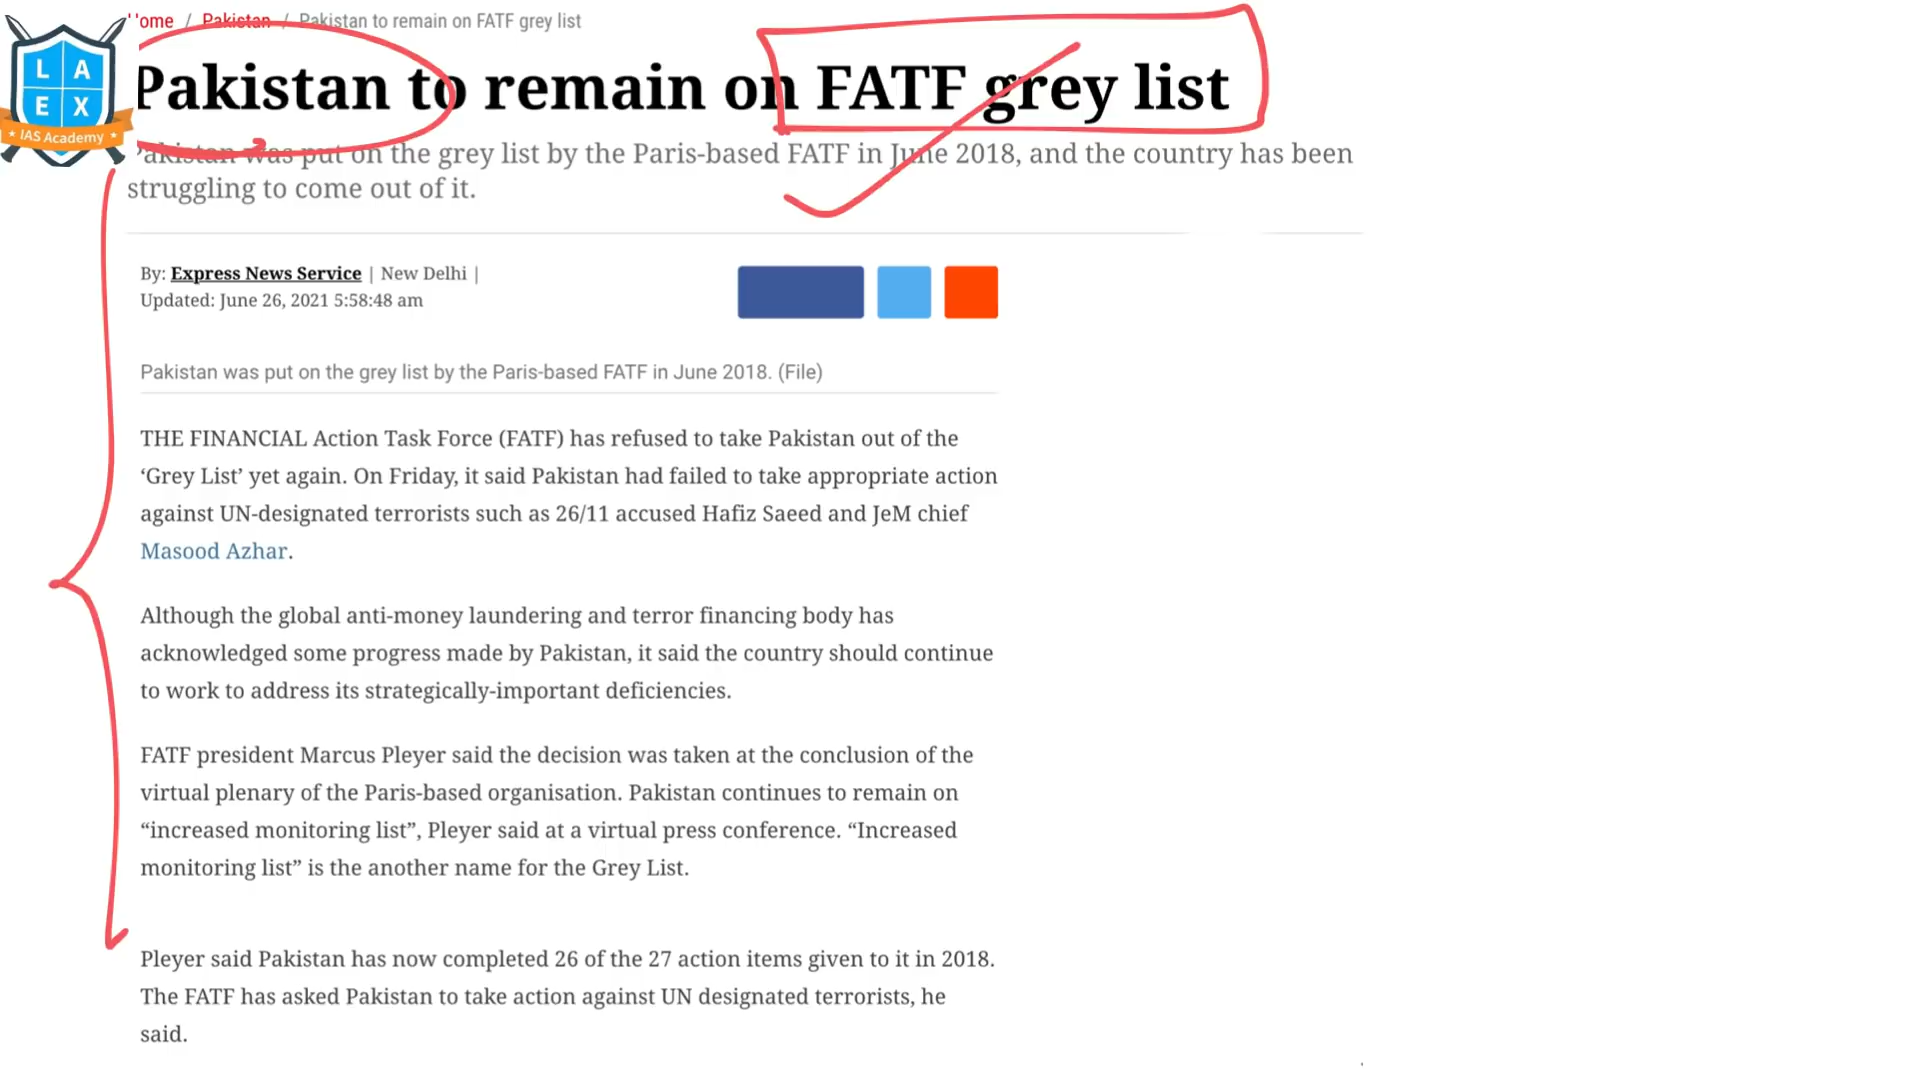 Home / Pakistan / Pakistan to remain on FATF grey list
L A
E X
★ IAS Academy ★
Pakistan to remain on FATF grey list
Pakistan was put on the grey list by the Paris-based FATF in June 2018, and the country has been
struggling to come out of it.
By: Express News Service | New Delhi |
Updated: June 26, 2021 5:58:48 am
Pakistan was put on the grey list by the Paris-based FATF in June 2018. (File)
THE FINANCIAL Action Task Force (FATF) has refused to take Pakistan out of the
‘Grey List’ yet again. On Friday, it said Pakistan had failed to take appropriate action
against UN-designated terrorists such as 26/11 accused Hafiz Saeed and JeM chief
Masood Azhar.
Although the global anti-money laundering and terror financing body has
acknowledged some progress made by Pakistan, it said the country should continue
to work to address its strategically-important deficiencies.
FATF president Marcus Pleyer said the decision was taken at the conclusion of the
virtual plenary of the Paris-based organisation. Pakistan continues to remain on
“increased monitoring list”, Pleyer said at a virtual press conference. “Increased
monitoring list” is the another name for the Grey List.
Pleyer said Pakistan has now completed 26 of the 27 action items given to it in 2018.
The FATF has asked Pakistan to take action against UN designated terrorists, he
said.